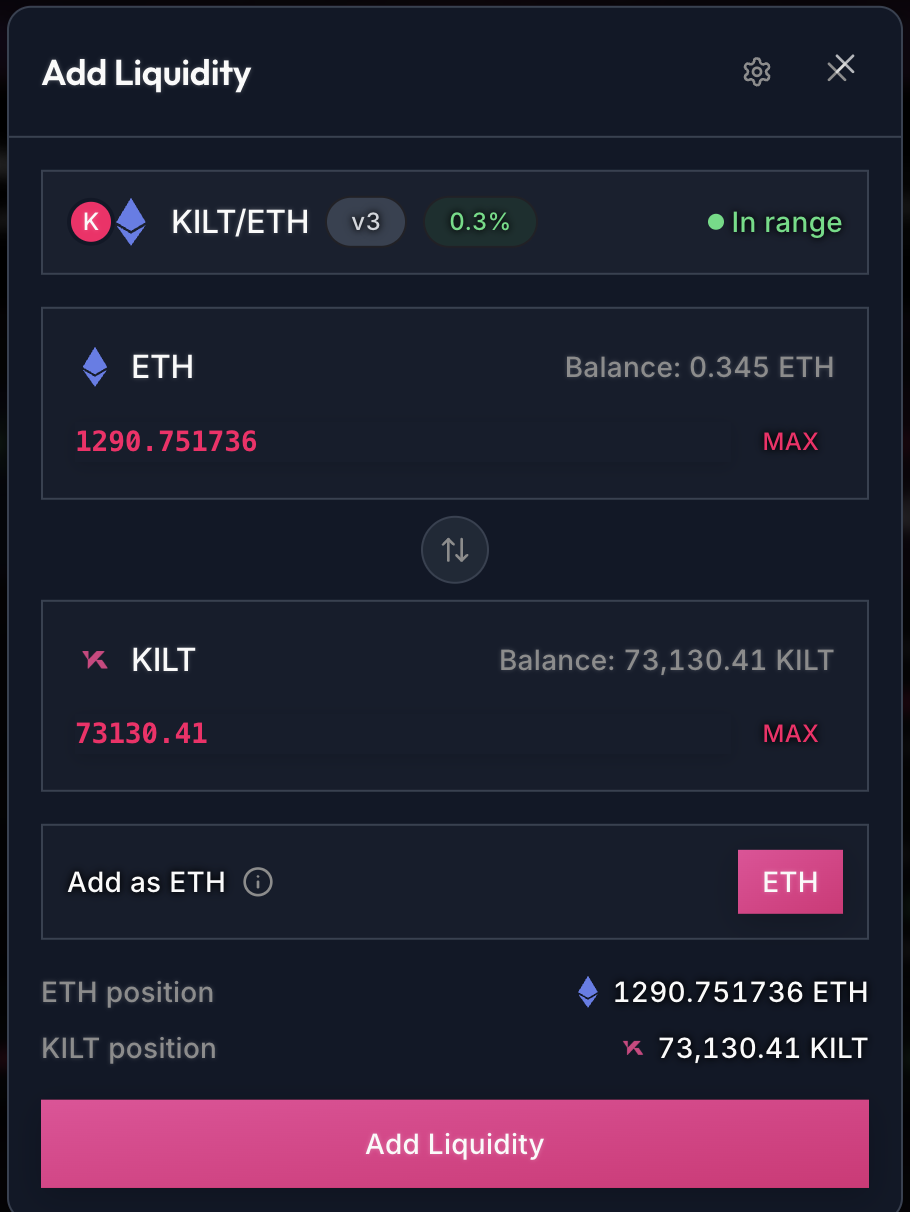 Add Liquidity
K KILT/ETH v3 0.3% In range
ETH Balance: 0.345 ETH
1290.751736 MAX
KILT Balance: 73,130.41 KILT
73130.41 MAX
Add as ETH ETH
ETH position 1290.751736 ETH
KILT position 73,130.41 KILT
Add Liquidity